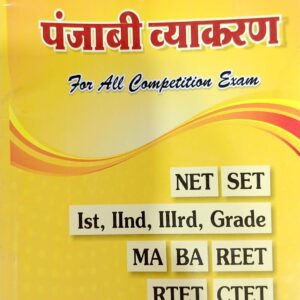 पंजाबी व्याकरण
For All Competition Exam
NET SET
Ist, IInd, IIIrd, Grade
MA BA REET
RTET CTET